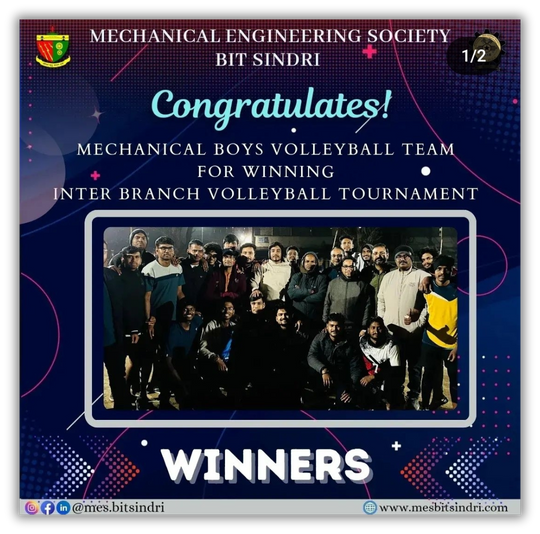 MECHANICAL ENGINEERING SOCIETY
BIT SINDRI
1/2
Congratulates!
MECHANICAL BOYS VOLLEYBALL TEAM
FOR WINNING
INTER BRANCH VOLLEYBALL TOURNAMENT
WINNERS
@mes.bitsindri
www.mesbitsindri.com